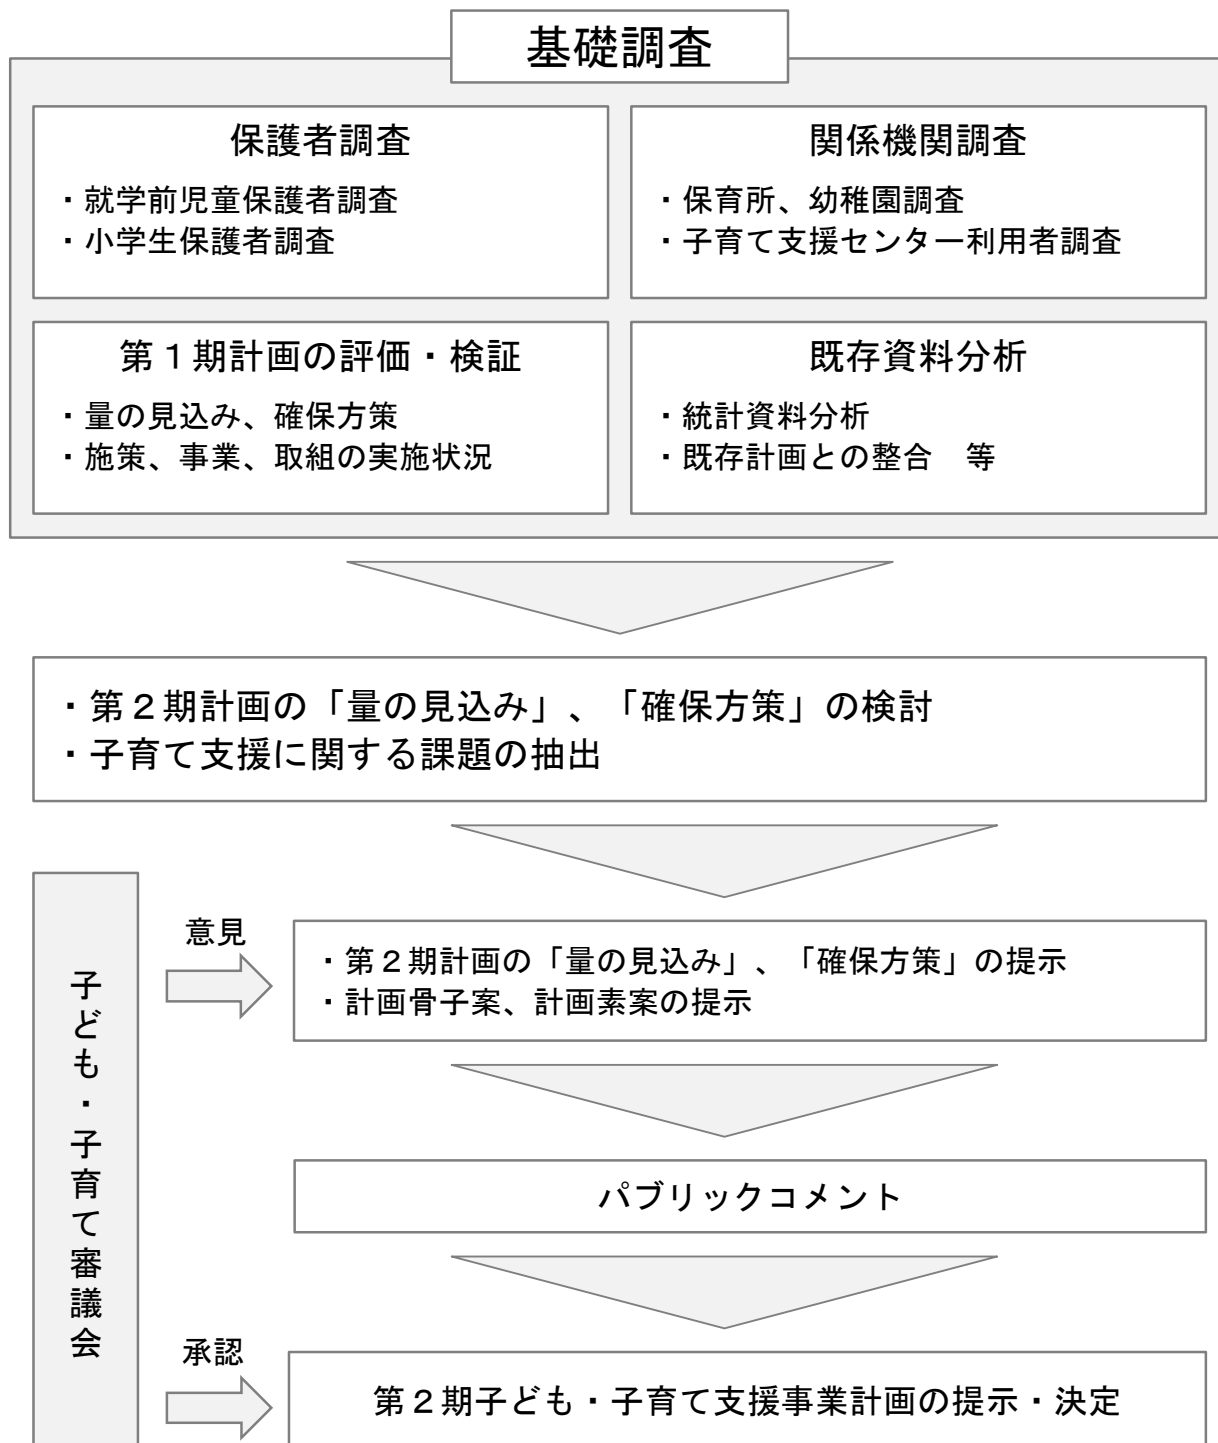 基礎調査
保護者調査
・就学前児童保護者調査
・小学生保護者調査
関係機関調査
・保育所、幼稚園調査
・子育て支援センター利用者調査
第１期計画の評価・検証
・量の見込み、確保方策
・施策、事業、取組の実施状況
既存資料分析
・統計資料分析
・既存計画との整合　等
・第２期計画の「量の見込み」、「確保方策」の検討
・子育て支援に関する課題の抽出
子ども・子育て審議会
意見
・第２期計画の「量の見込み」、「確保方策」の提示
・計画骨子案、計画素案の提示
パブリックコメント
承認
第２期子ども・子育て支援事業計画の提示・決定